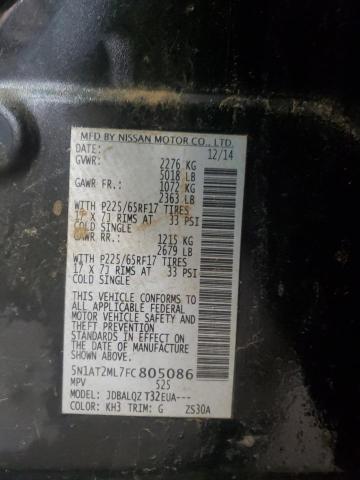 MFD BY NISSAN MOTOR CO., LTD.
DATE: 12/14
GVWR: 2276 KG
5018 LB
GAWR FR: 1072 KG
2363 LB
WITH P225/65RF17 TIRES
17 X 7J RIMS AT 33 PSI
COLD SINGLE
GAWR RR: 1215 KG
2679 LB
WITH P225/65RF17 TIRES
17 X 7J RIMS AT 33 PSI
COLD SINGLE
THIS VEHICLE CONFORMS TO
ALL APPLICABLE FEDERAL
MOTOR VEHICLE SAFETY AND
THEFT PREVENTION
STANDARDS IN EFFECT ON
THE DATE OF MANUFACTURE
SHOWN ABOVE.
5N1AT2ML7FC805086
MPV 525
MODEL: JDBALQZ T32EUA---
COLOR: KH3 TRIM: G ZS30A